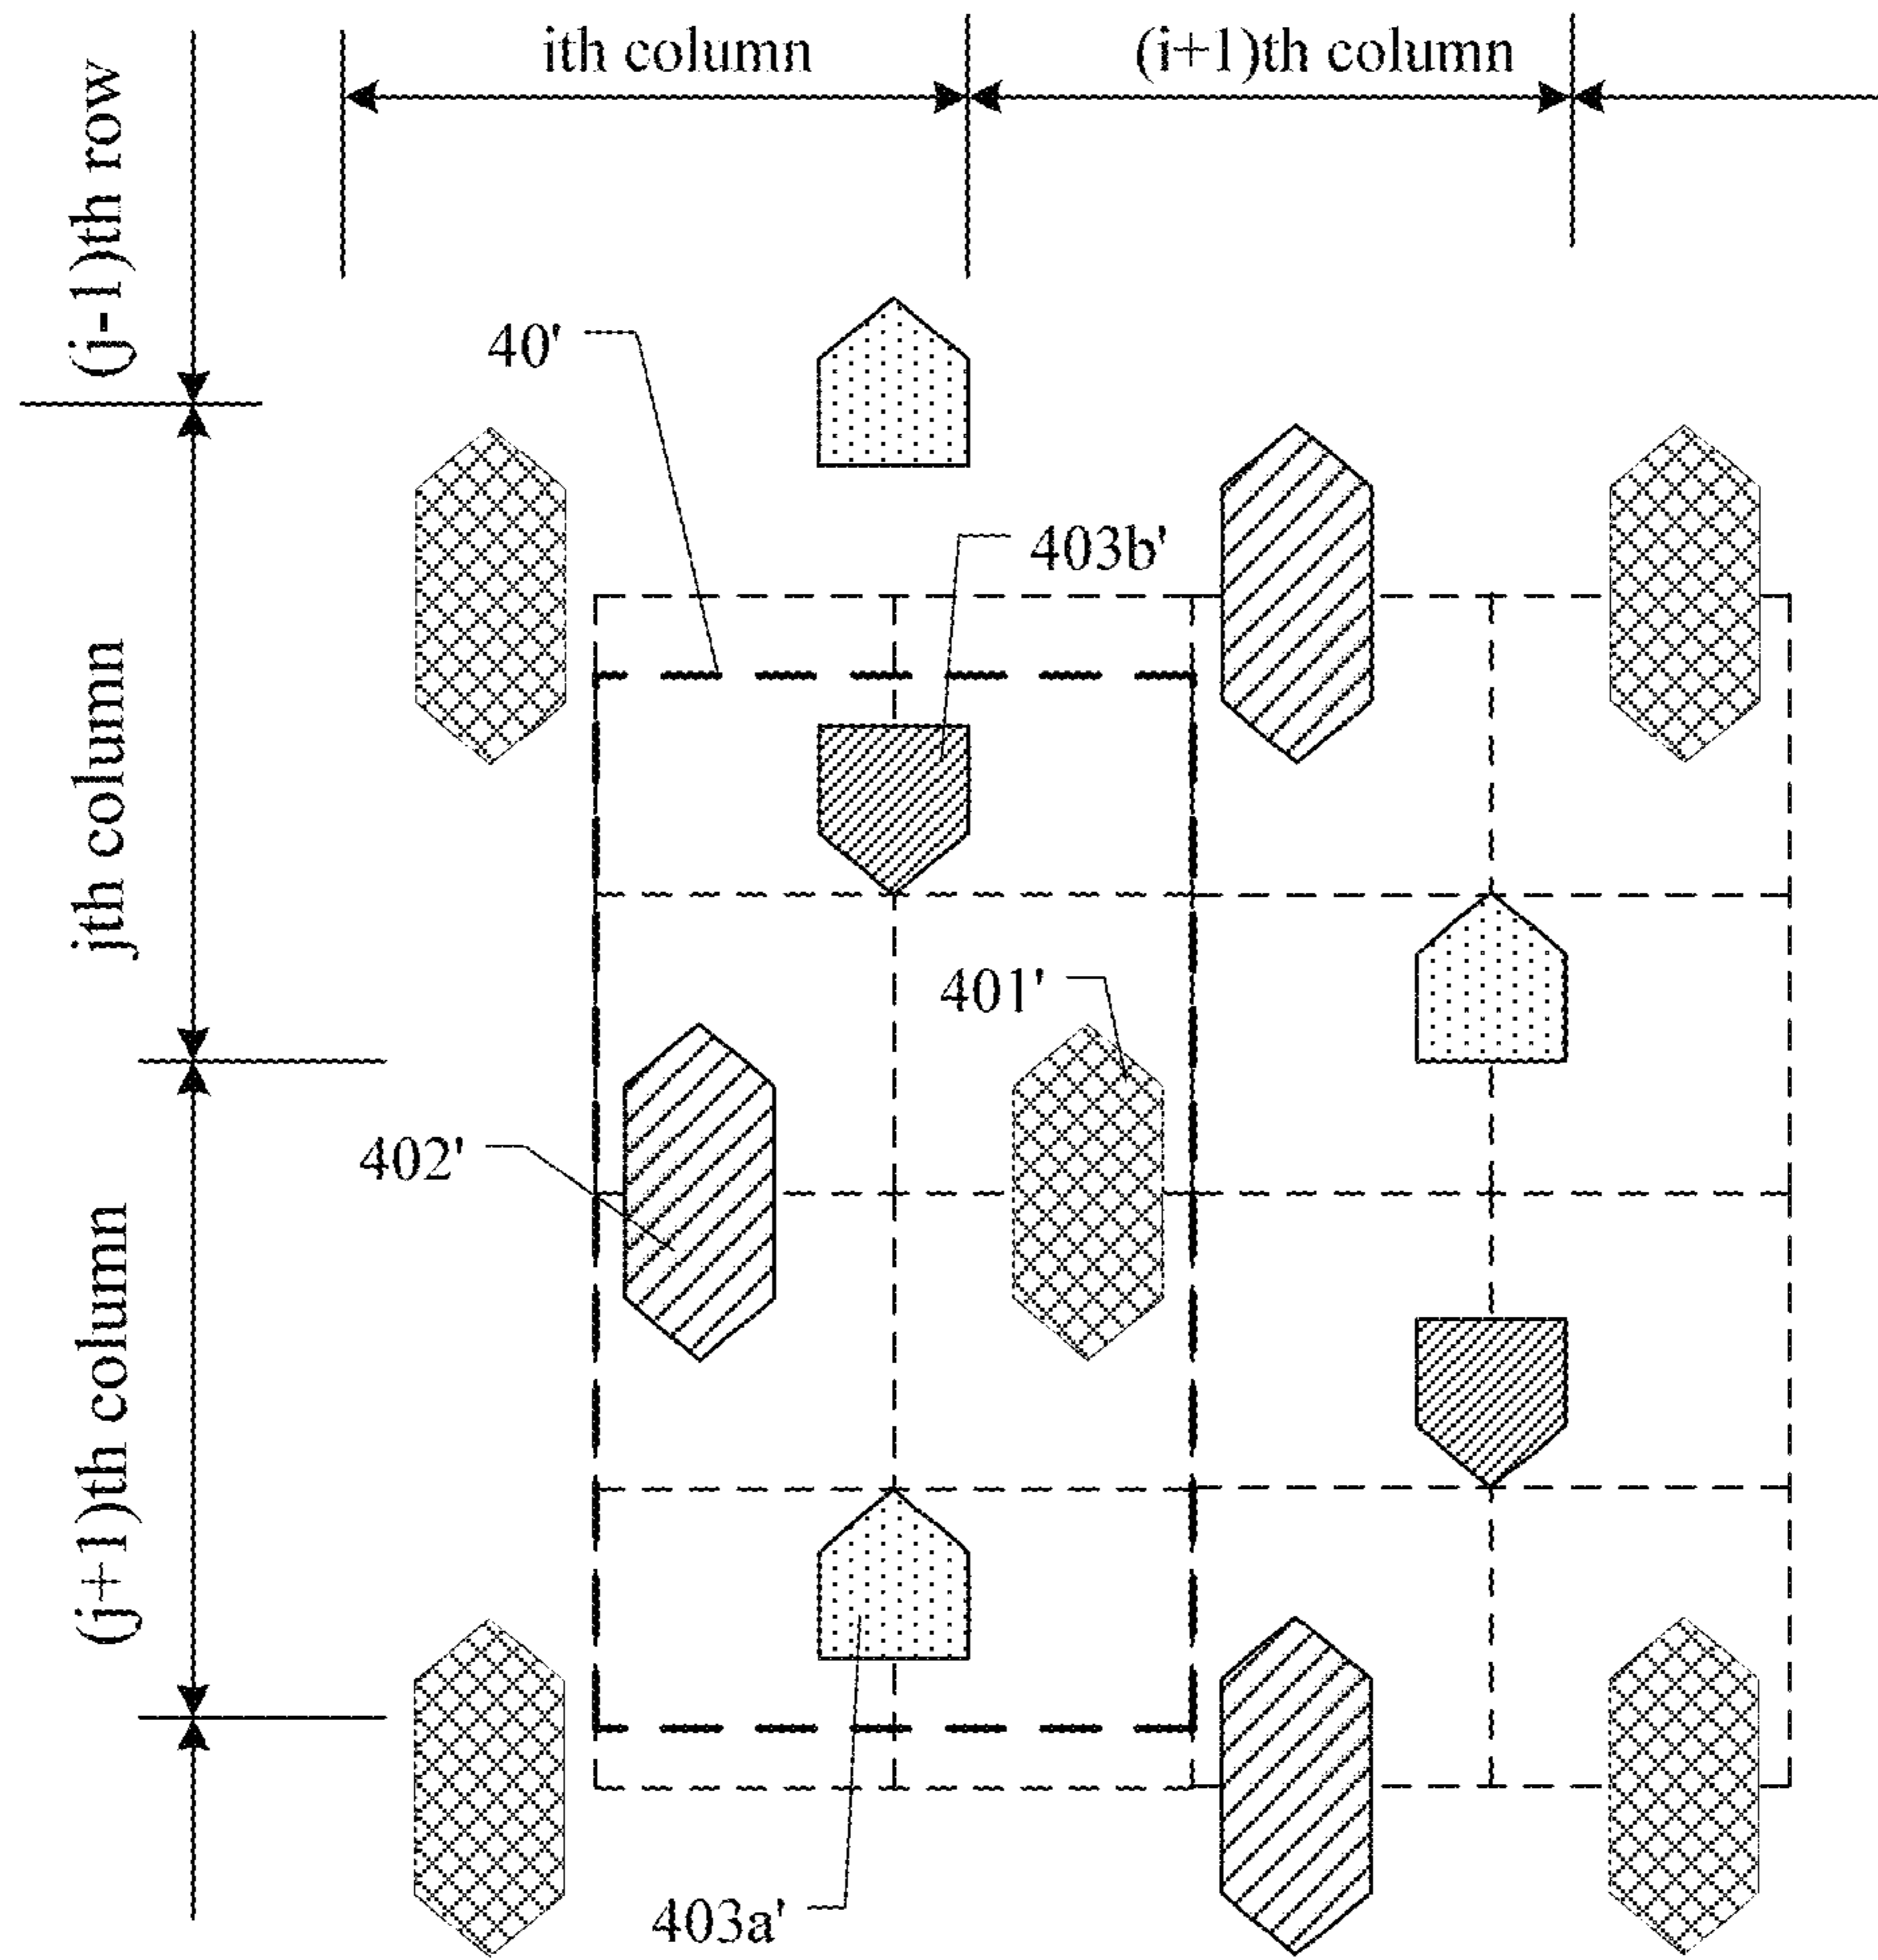 ith column
(i+1)th column
(j-1)th row
40'
403b'
jth column
401'
402'
(j+1)th column
403a'